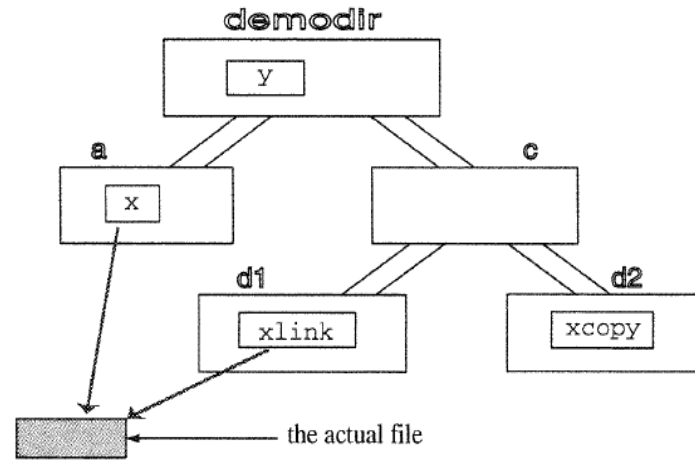 demodir
y
a
c
x
d1
d2
xlink
xcopy
the actual file